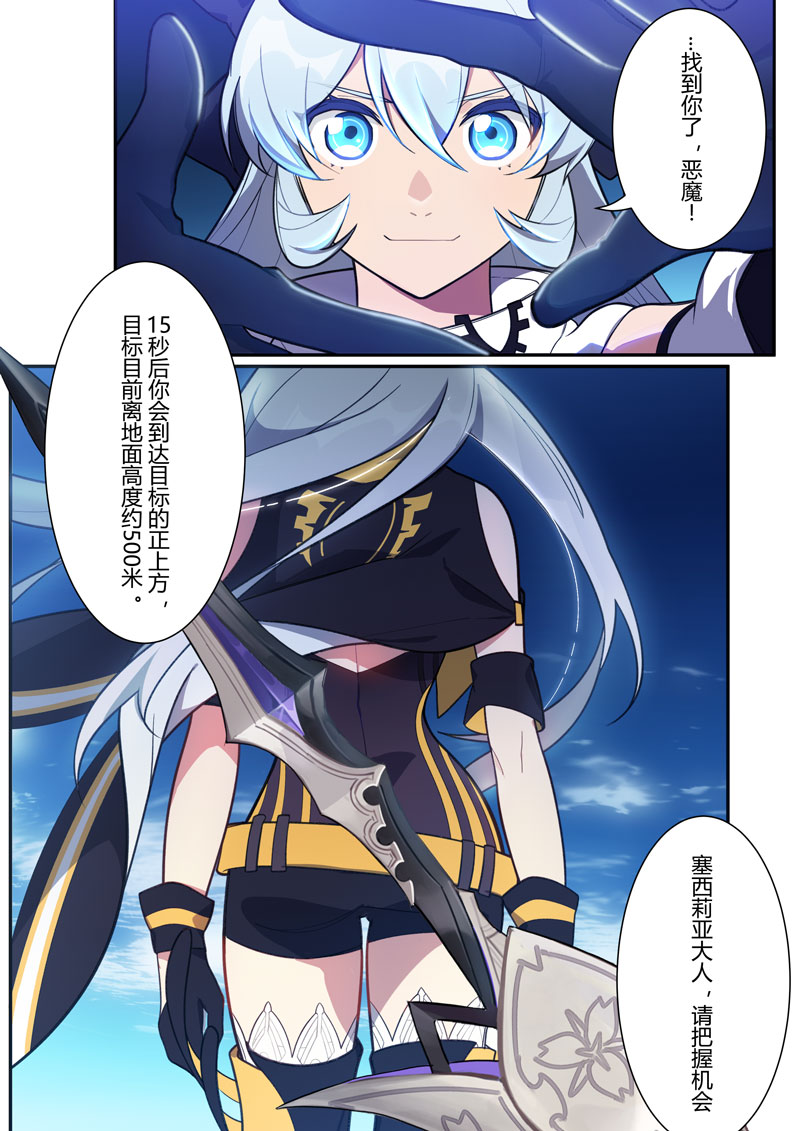 …找到你了，恶魔！
15秒后你会到达目标的正上方，
目标目前离地面高度约500米。
塞西莉亚大人，请把握机会